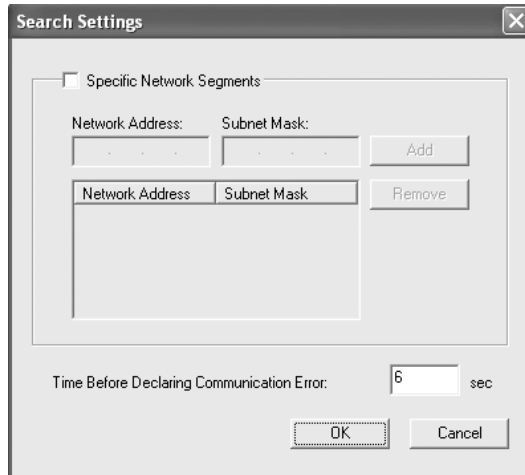 Search Settings
Specific Network Segments
Network Address: Subnet Mask:
Add
Network Address Subnet Mask
Remove
Time Before Declaring Communication Error: 6 sec
OK Cancel